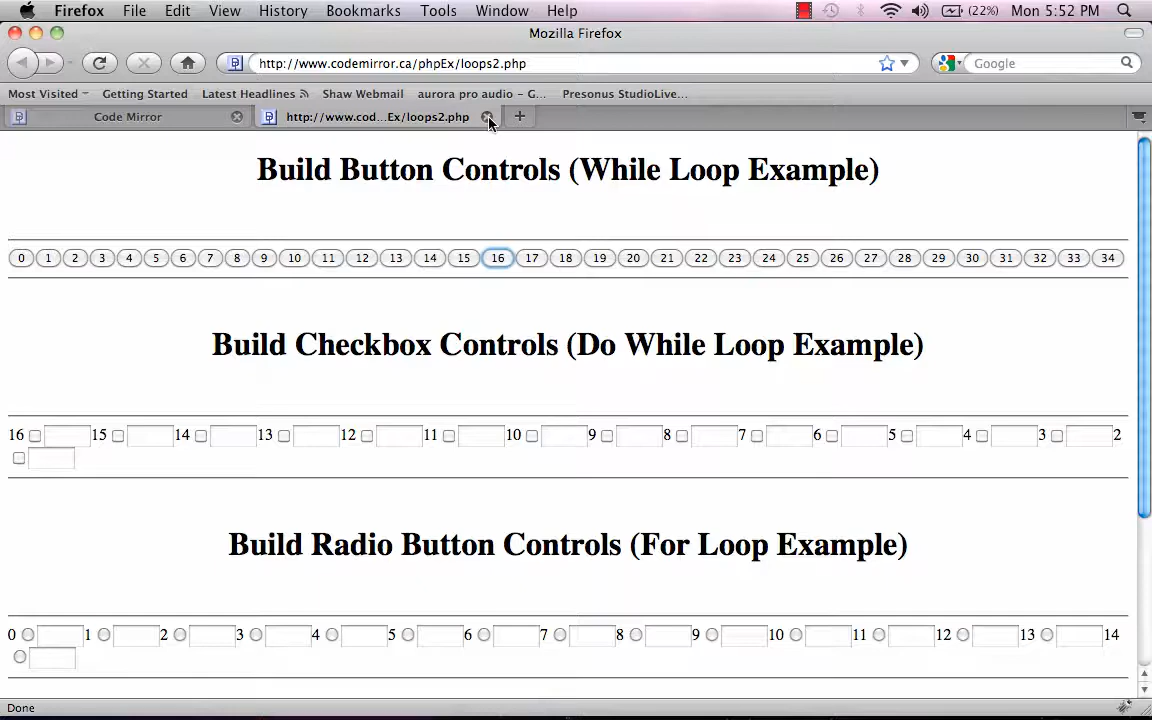 Firefox File Edit View History Bookmarks Tools Window Help (22%) Mon 5:52 PM
Mozilla Firefox
http://www.codemirror.ca/phpEx/loops2.php Google
Most Visited Getting Started Latest Headlines Shaw Webmail aurora pro audio - G... Presonus StudioLive...
Code Mirror http://www.cod...Ex/loops2.php
Build Button Controls (While Loop Example)
0 1 2 3 4 5 6 7 8 9 10 11 12 13 14 15 16 17 18 19 20 21 22 23 24 25 26 27 28 29 30 31 32 33 34
Build Checkbox Controls (Do While Loop Example)
16 15 14 13 12 11 10 9 8 7 6 5 4 3 2
Build Radio Button Controls (For Loop Example)
0 1 2 3 4 5 6 7 8 9 10 11 12 13 14
Done